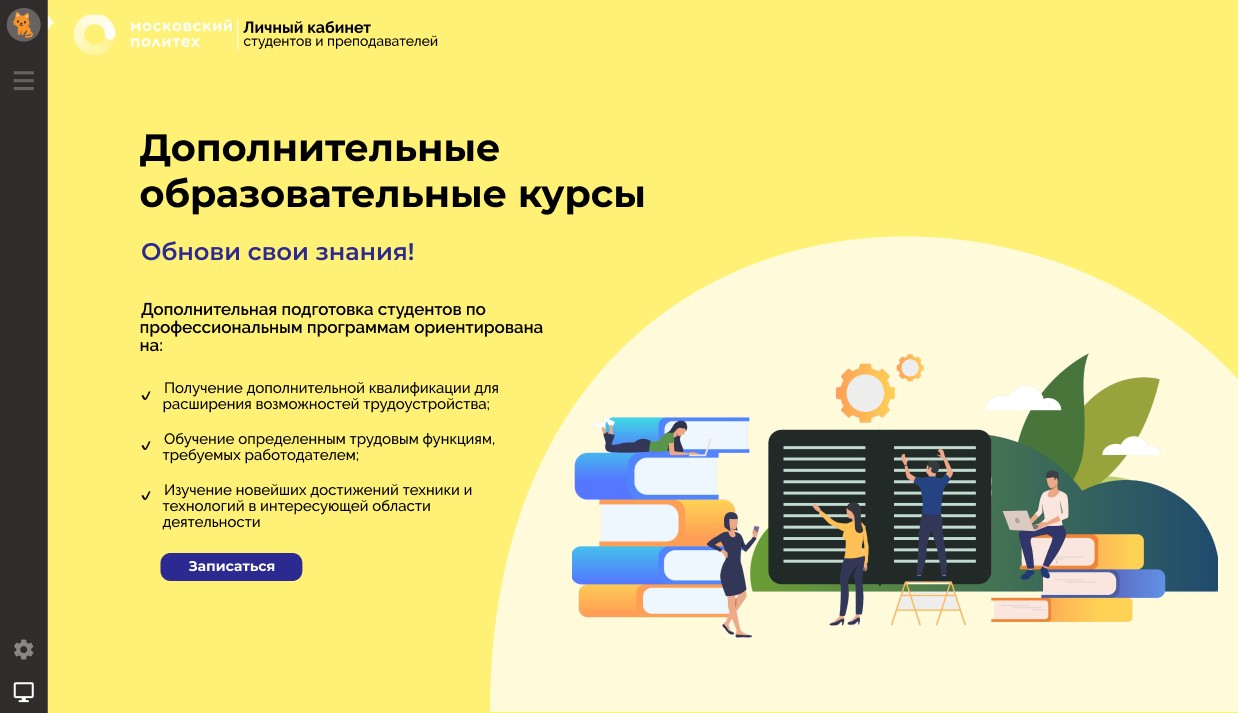 московский
политех
Личный кабинет
студентов и преподавателей
Дополнительные
образовательные курсы
Обнови свои знания!
Дополнительная подготовка студентов по
профессиональным программам ориентирована
на:
Получение дополнительной квалификации для
расширения возможностей трудоустройства;
Обучение определенным трудовым функциям,
требуемых работодателем;
Изучение новейших достижений техники и
технологий в интересующей области
деятельности
Записаться